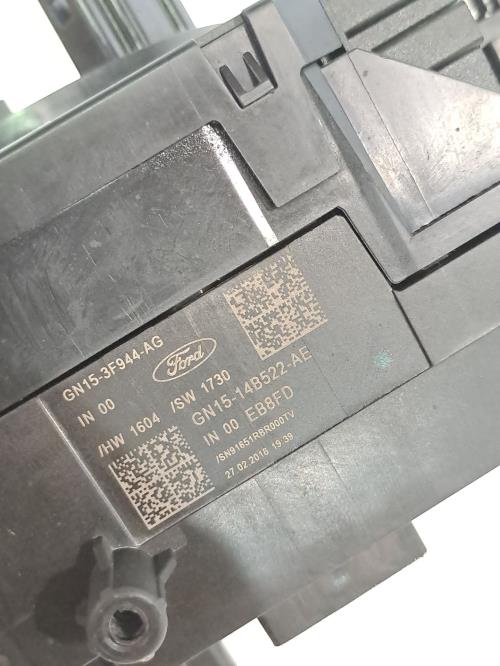 GN15-3F944-AG
IN 00
Ford
/HW 1604 /SW 1730
GN15-14B522-AE
IN 00 EB8FD
/SN91651RBR000TV
27.02.2018 19:39